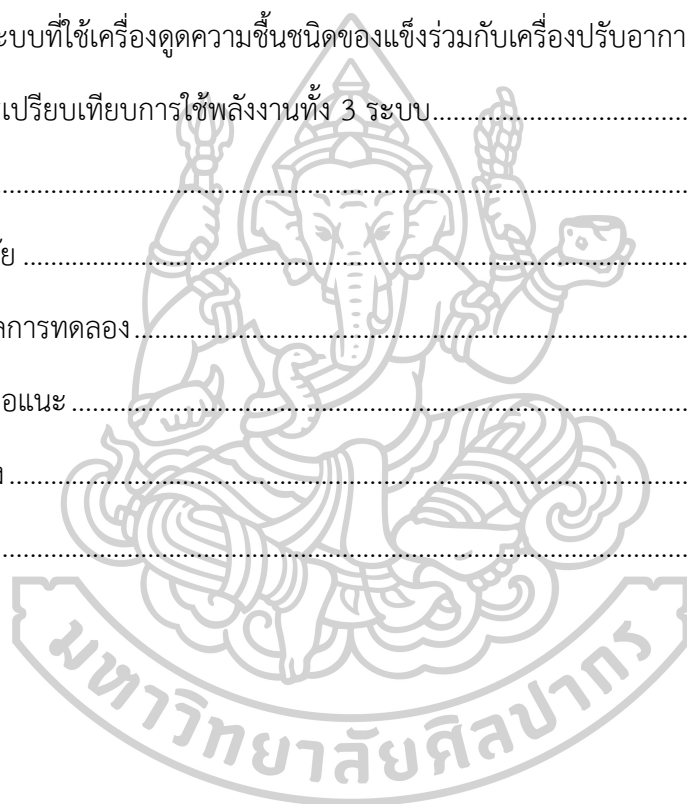 ะบบที่ใช้เครื่องดูดความชื้นชนิดของแข็งร่วมกับเครื่องปรับอากา
รเปรียบเทียบการใช้พลังงานทั้ง 3 ระบบ..............................
....................................................................................
ัย ................................................................................
ลการทดลอง................................................................
อแนะ .........................................................................
ง .................................................................................
....................................................................................
มหาวิทยาลัยศิลปากร